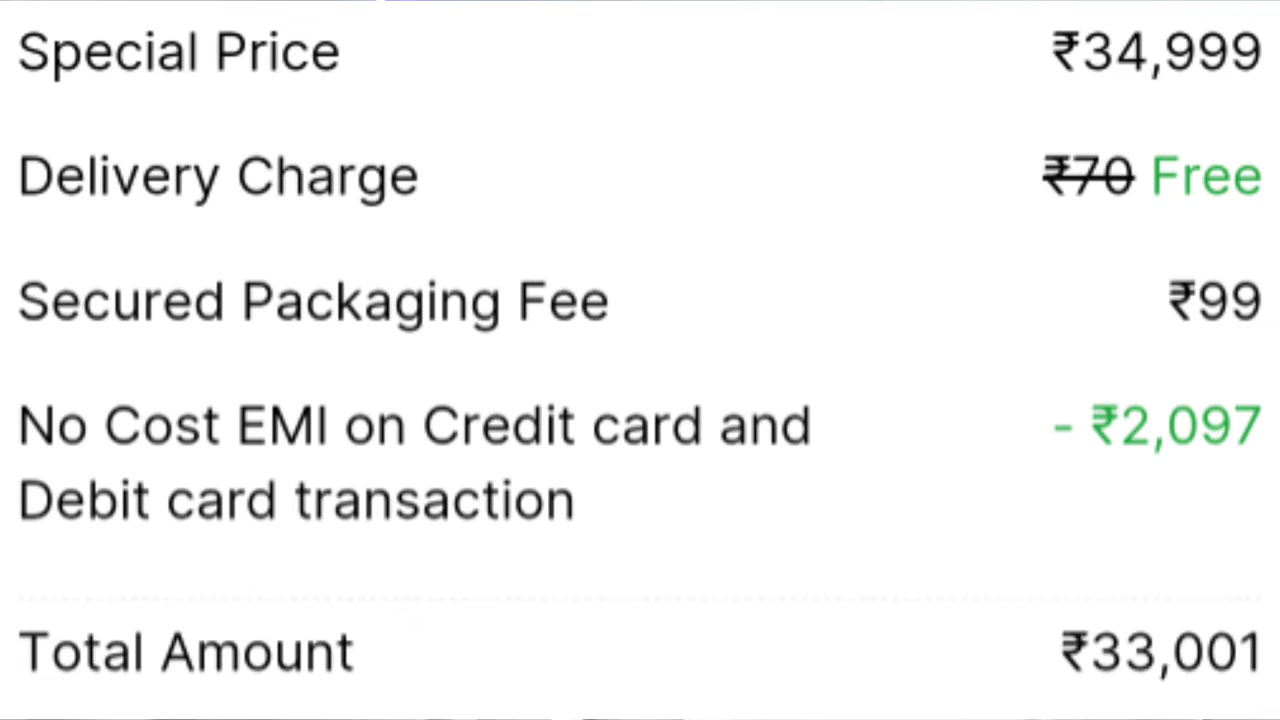 Special Price ₹34,999
Delivery Charge ₹70 Free
Secured Packaging Fee ₹99
No Cost EMI on Credit card and - ₹2,097
Debit card transaction
Total Amount ₹33,001